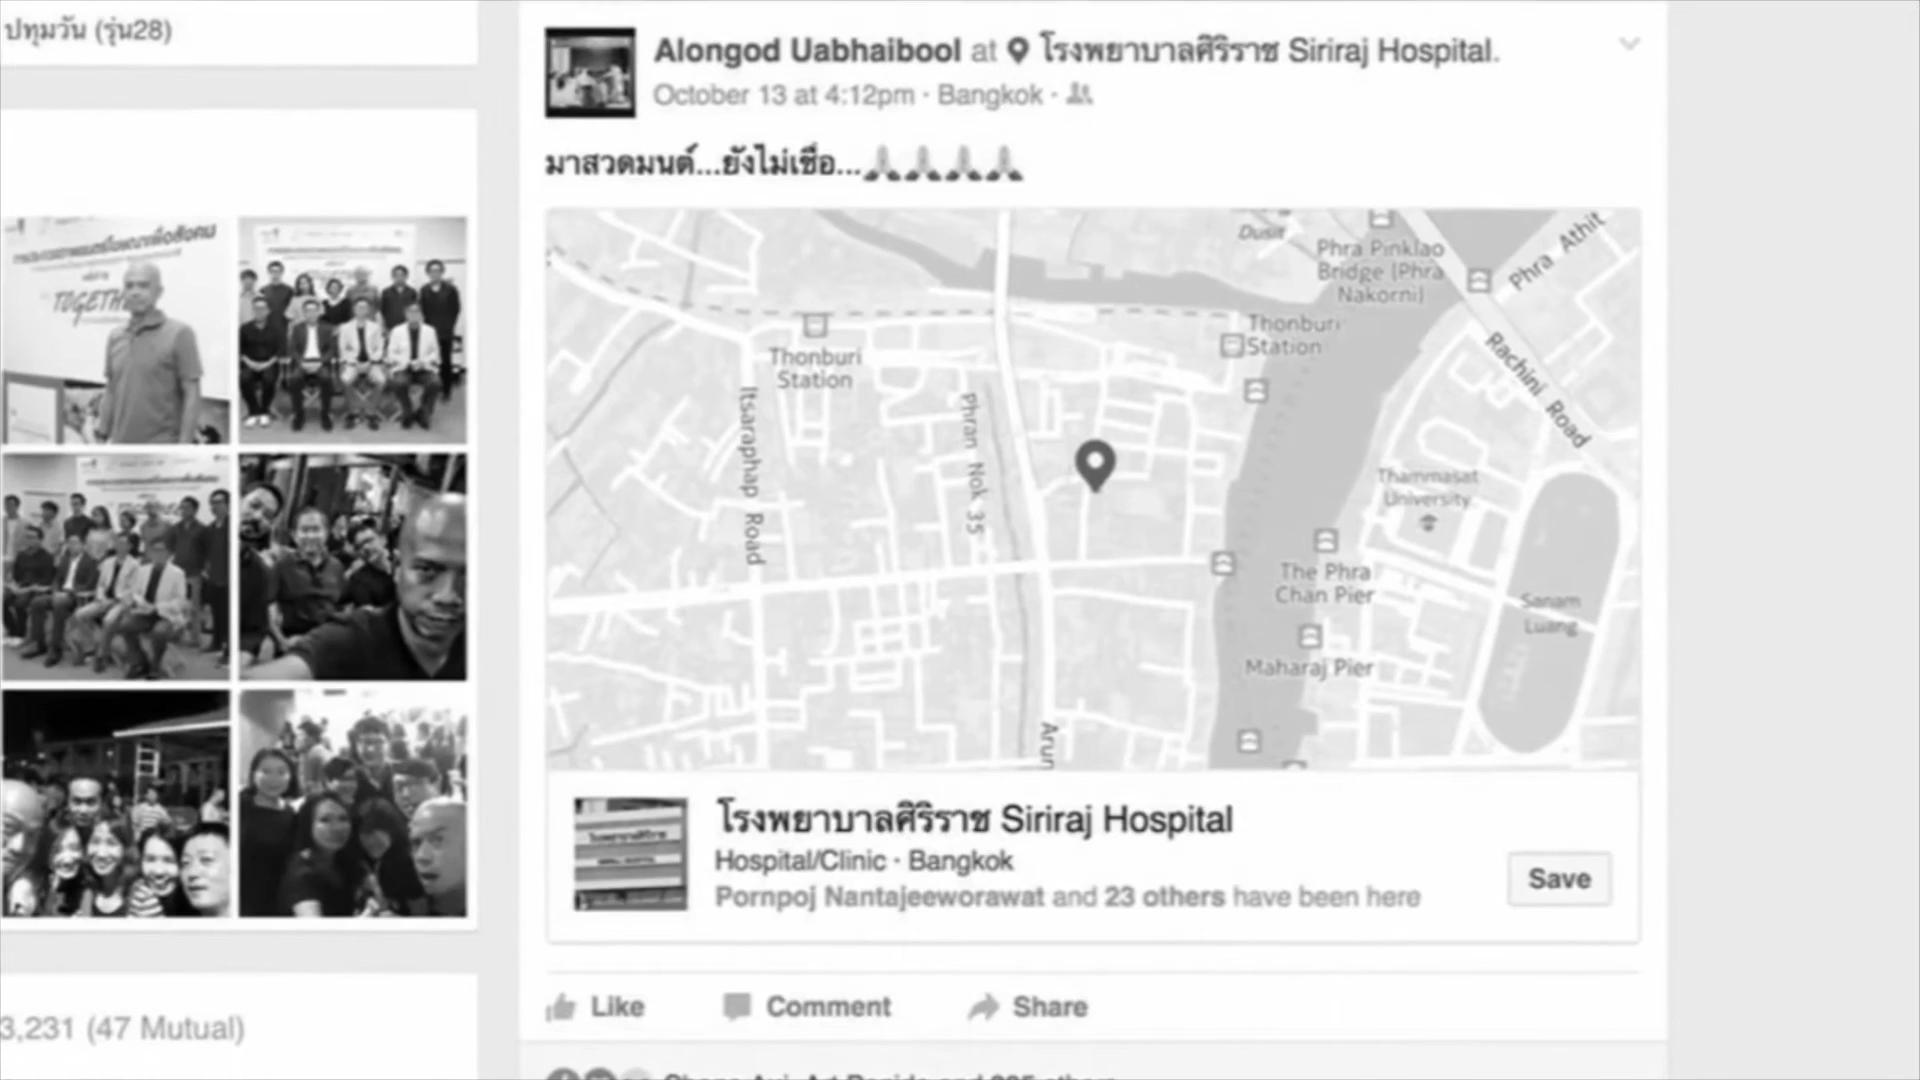 ปทุมวัน (รุ่น28)
TOGETH
3,231 (47 Mutual)
Alongod Uabhaibool at โรงพยาบาลศิริราช Siriraj Hospital.
October 13 at 4:12pm · Bangkok ·
มาสวดมนต์...ยังไม่เชื่อ...🙏🙏🙏🙏
Dusit
Phra Pinklao
Bridge (Phra
Nakorni)
Phra Athit
Thonburi
Station
Thonburi
Station
Rachini Road
Itsaraphap Road
Phran Nok 35
Thammasat
University
The Phra
Chan Pier
Sanam
Luang
Maharaj Pier
Arun
โรงพยาบาลศิริราช Siriraj Hospital
Hospital/Clinic · Bangkok
Pornpoj Nantajeeworawat and 23 others have been here
Save
Like
Comment
Share